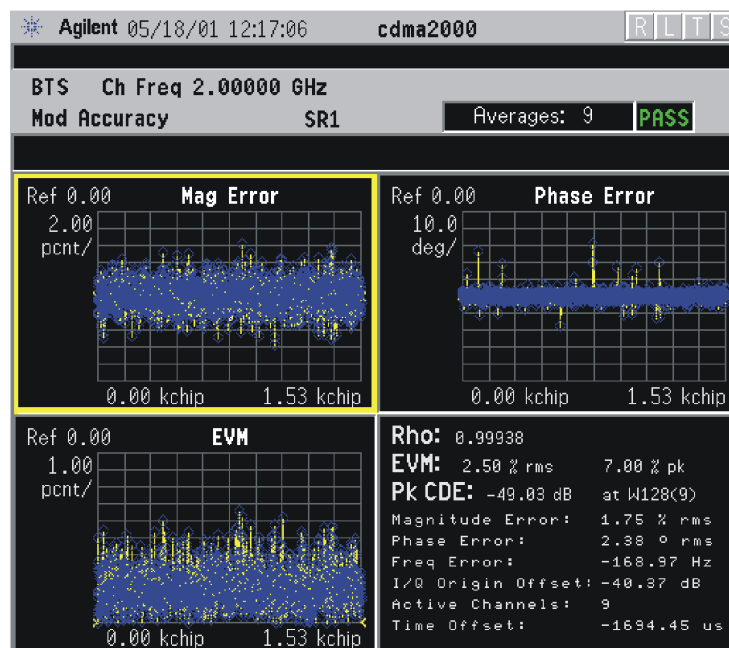 Agilent 05/18/01 12:17:06 cdma2000 R L T S
BTS Ch Freq 2.00000 GHz
Mod Accuracy SR1 Averages: 9 PASS
Ref 0.00 Mag Error
2.00
pcnt/
0.00 kchip 1.53 kchip
Ref 0.00 Phase Error
10.0
deg/
0.00 kchip 1.53 kchip
Ref 0.00 EVM
1.00
pcnt/
0.00 kchip 1.53 kchip
Rho: 0.99938
EVM: 2.50 % rms 7.00 % pk
Pk CDE: -49.03 dB at W128(9)
Magnitude Error: 1.75 % rms
Phase Error: 2.38 º rms
Freq Error: -168.97 Hz
I/Q Origin Offset: -40.37 dB
Active Channels: 9
Time Offset: -1694.45 us